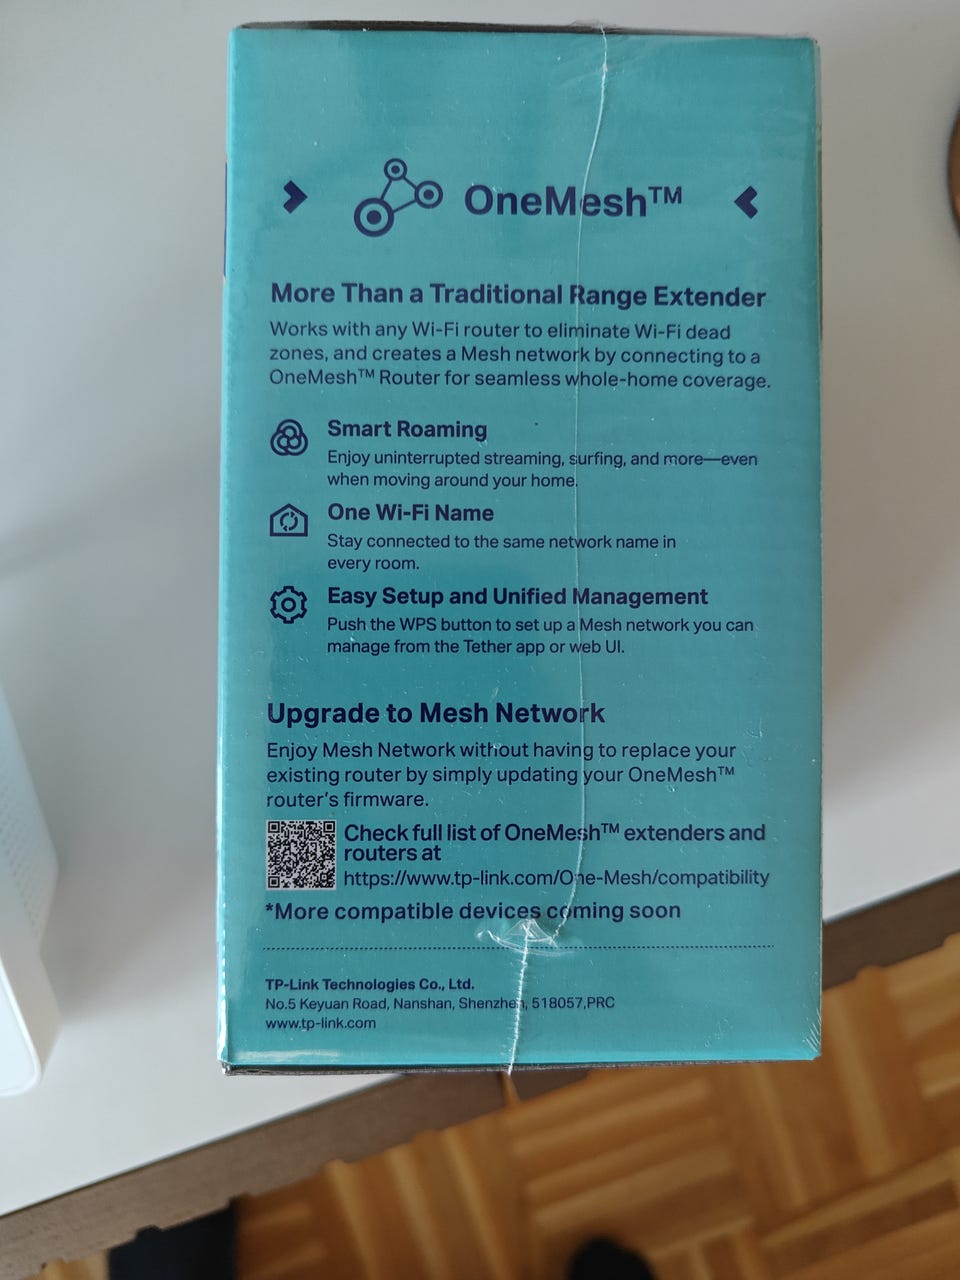 OneMesh™
More Than a Traditional Range Extender
Works with any Wi-Fi router to eliminate Wi-Fi dead
zones, and creates a Mesh network by connecting to a
OneMesh™ Router for seamless whole-home coverage.
Smart Roaming
Enjoy uninterrupted streaming, surfing, and more—even
when moving around your home.
One Wi-Fi Name
Stay connected to the same network name in
every room.
Easy Setup and Unified Management
Push the WPS button to set up a Mesh network you can
manage from the Tether app or web UI.
Upgrade to Mesh Network
Enjoy Mesh Network without having to replace your
existing router by simply updating your OneMesh™
router's firmware.
Check full list of OneMesh™ extenders and
routers at
https://www.tp-link.com/One-Mesh/compatibility
*More compatible devices coming soon
TP-Link Technologies Co., Ltd.
No.5 Keyuan Road, Nanshan, Shenzhen, 518057,PRC
www.tp-link.com